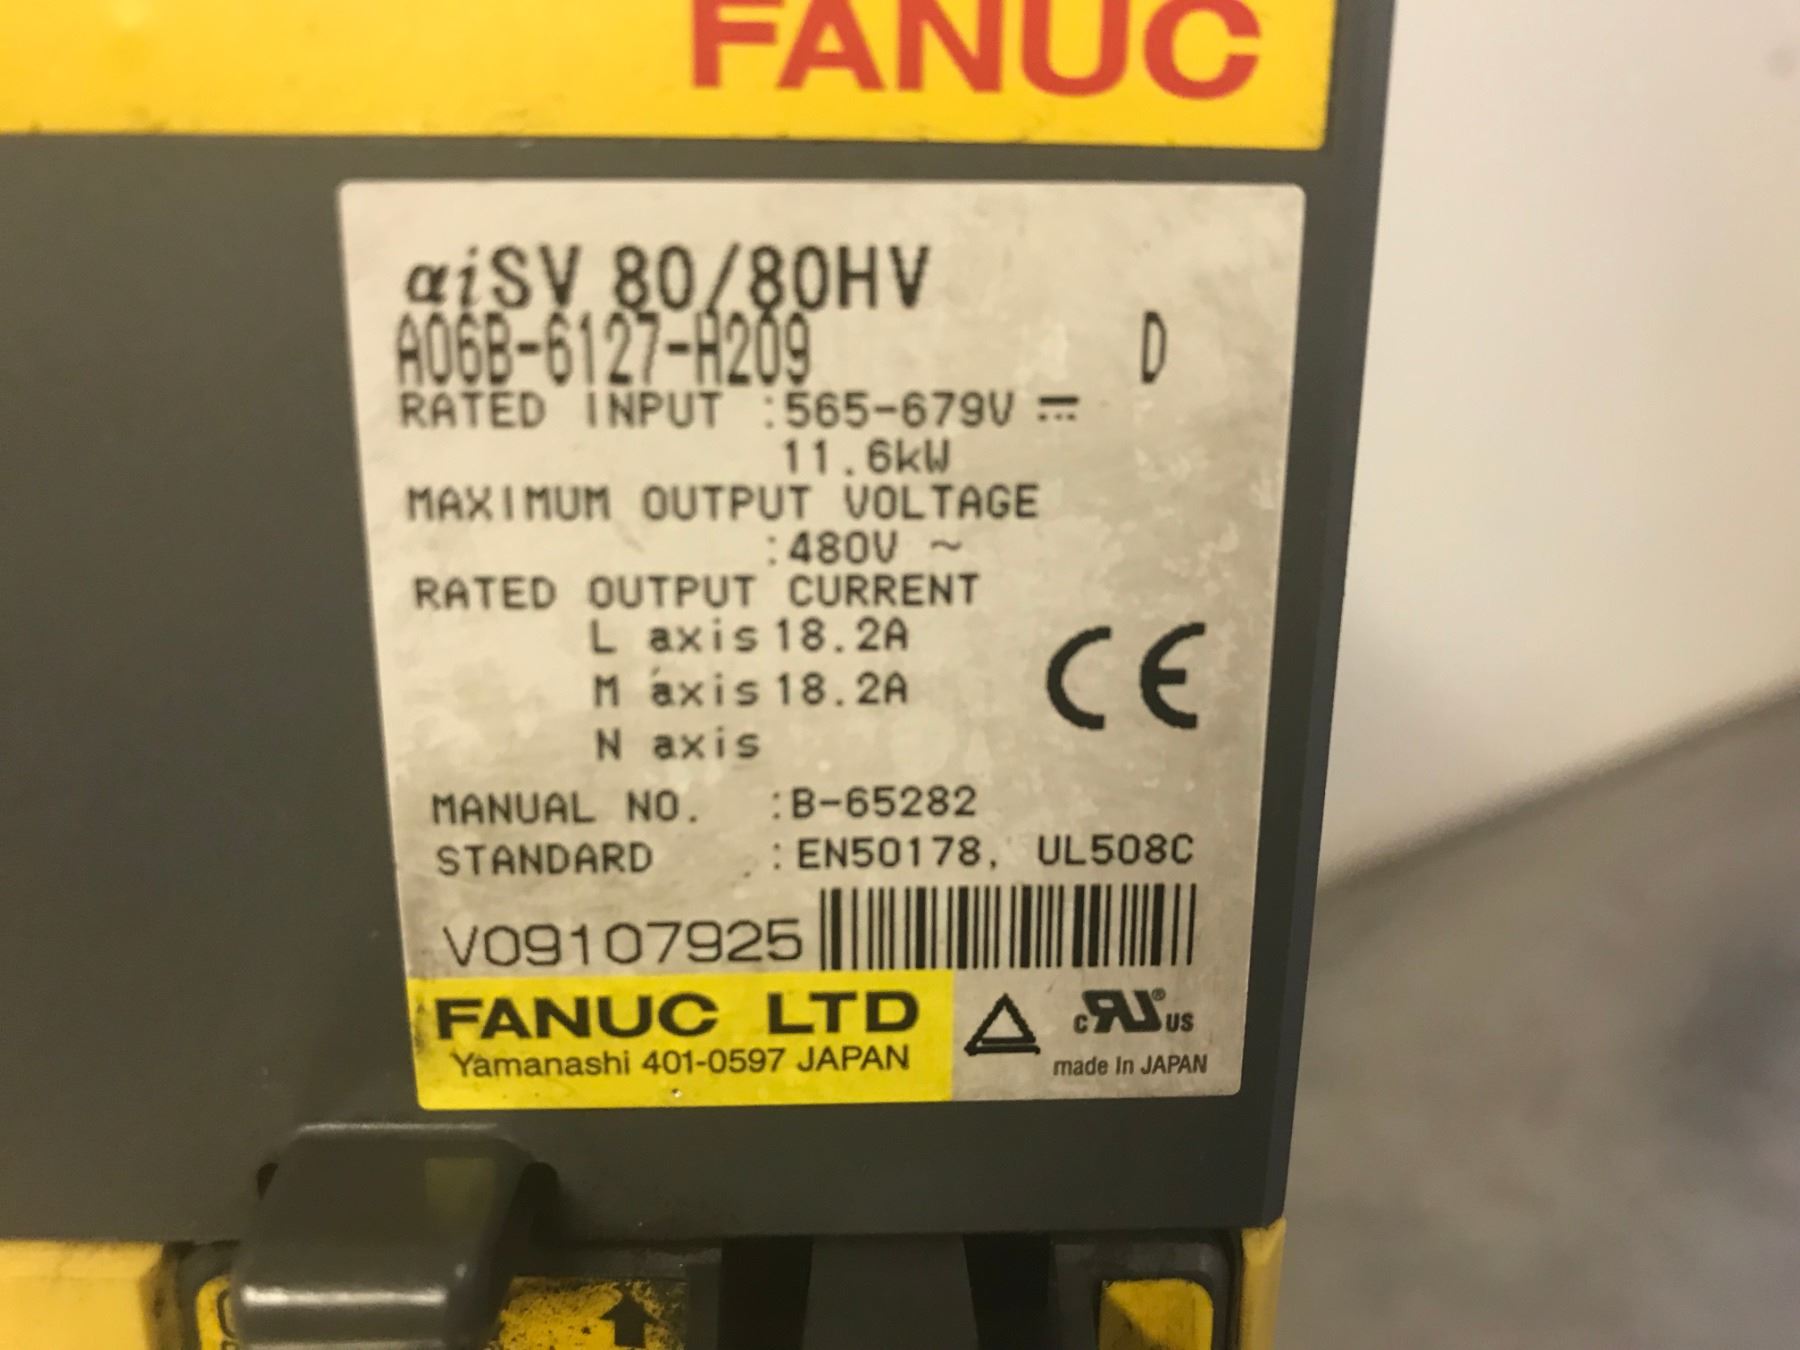 FANUC
αiSV 80/80HV
A06B-6127-H209 D
RATED INPUT :565-679V ⎓
11.6kW
MAXIMUM OUTPUT VOLTAGE
:480V ~
RATED OUTPUT CURRENT
L axis 18.2A
M axis 18.2A
N axis
CE
MANUAL NO. :B-65282
STANDARD :EN50178, UL508C
V09107925
FANUC LTD
Yamanashi 401-0597 JAPAN
c RU ® US
made In JAPAN